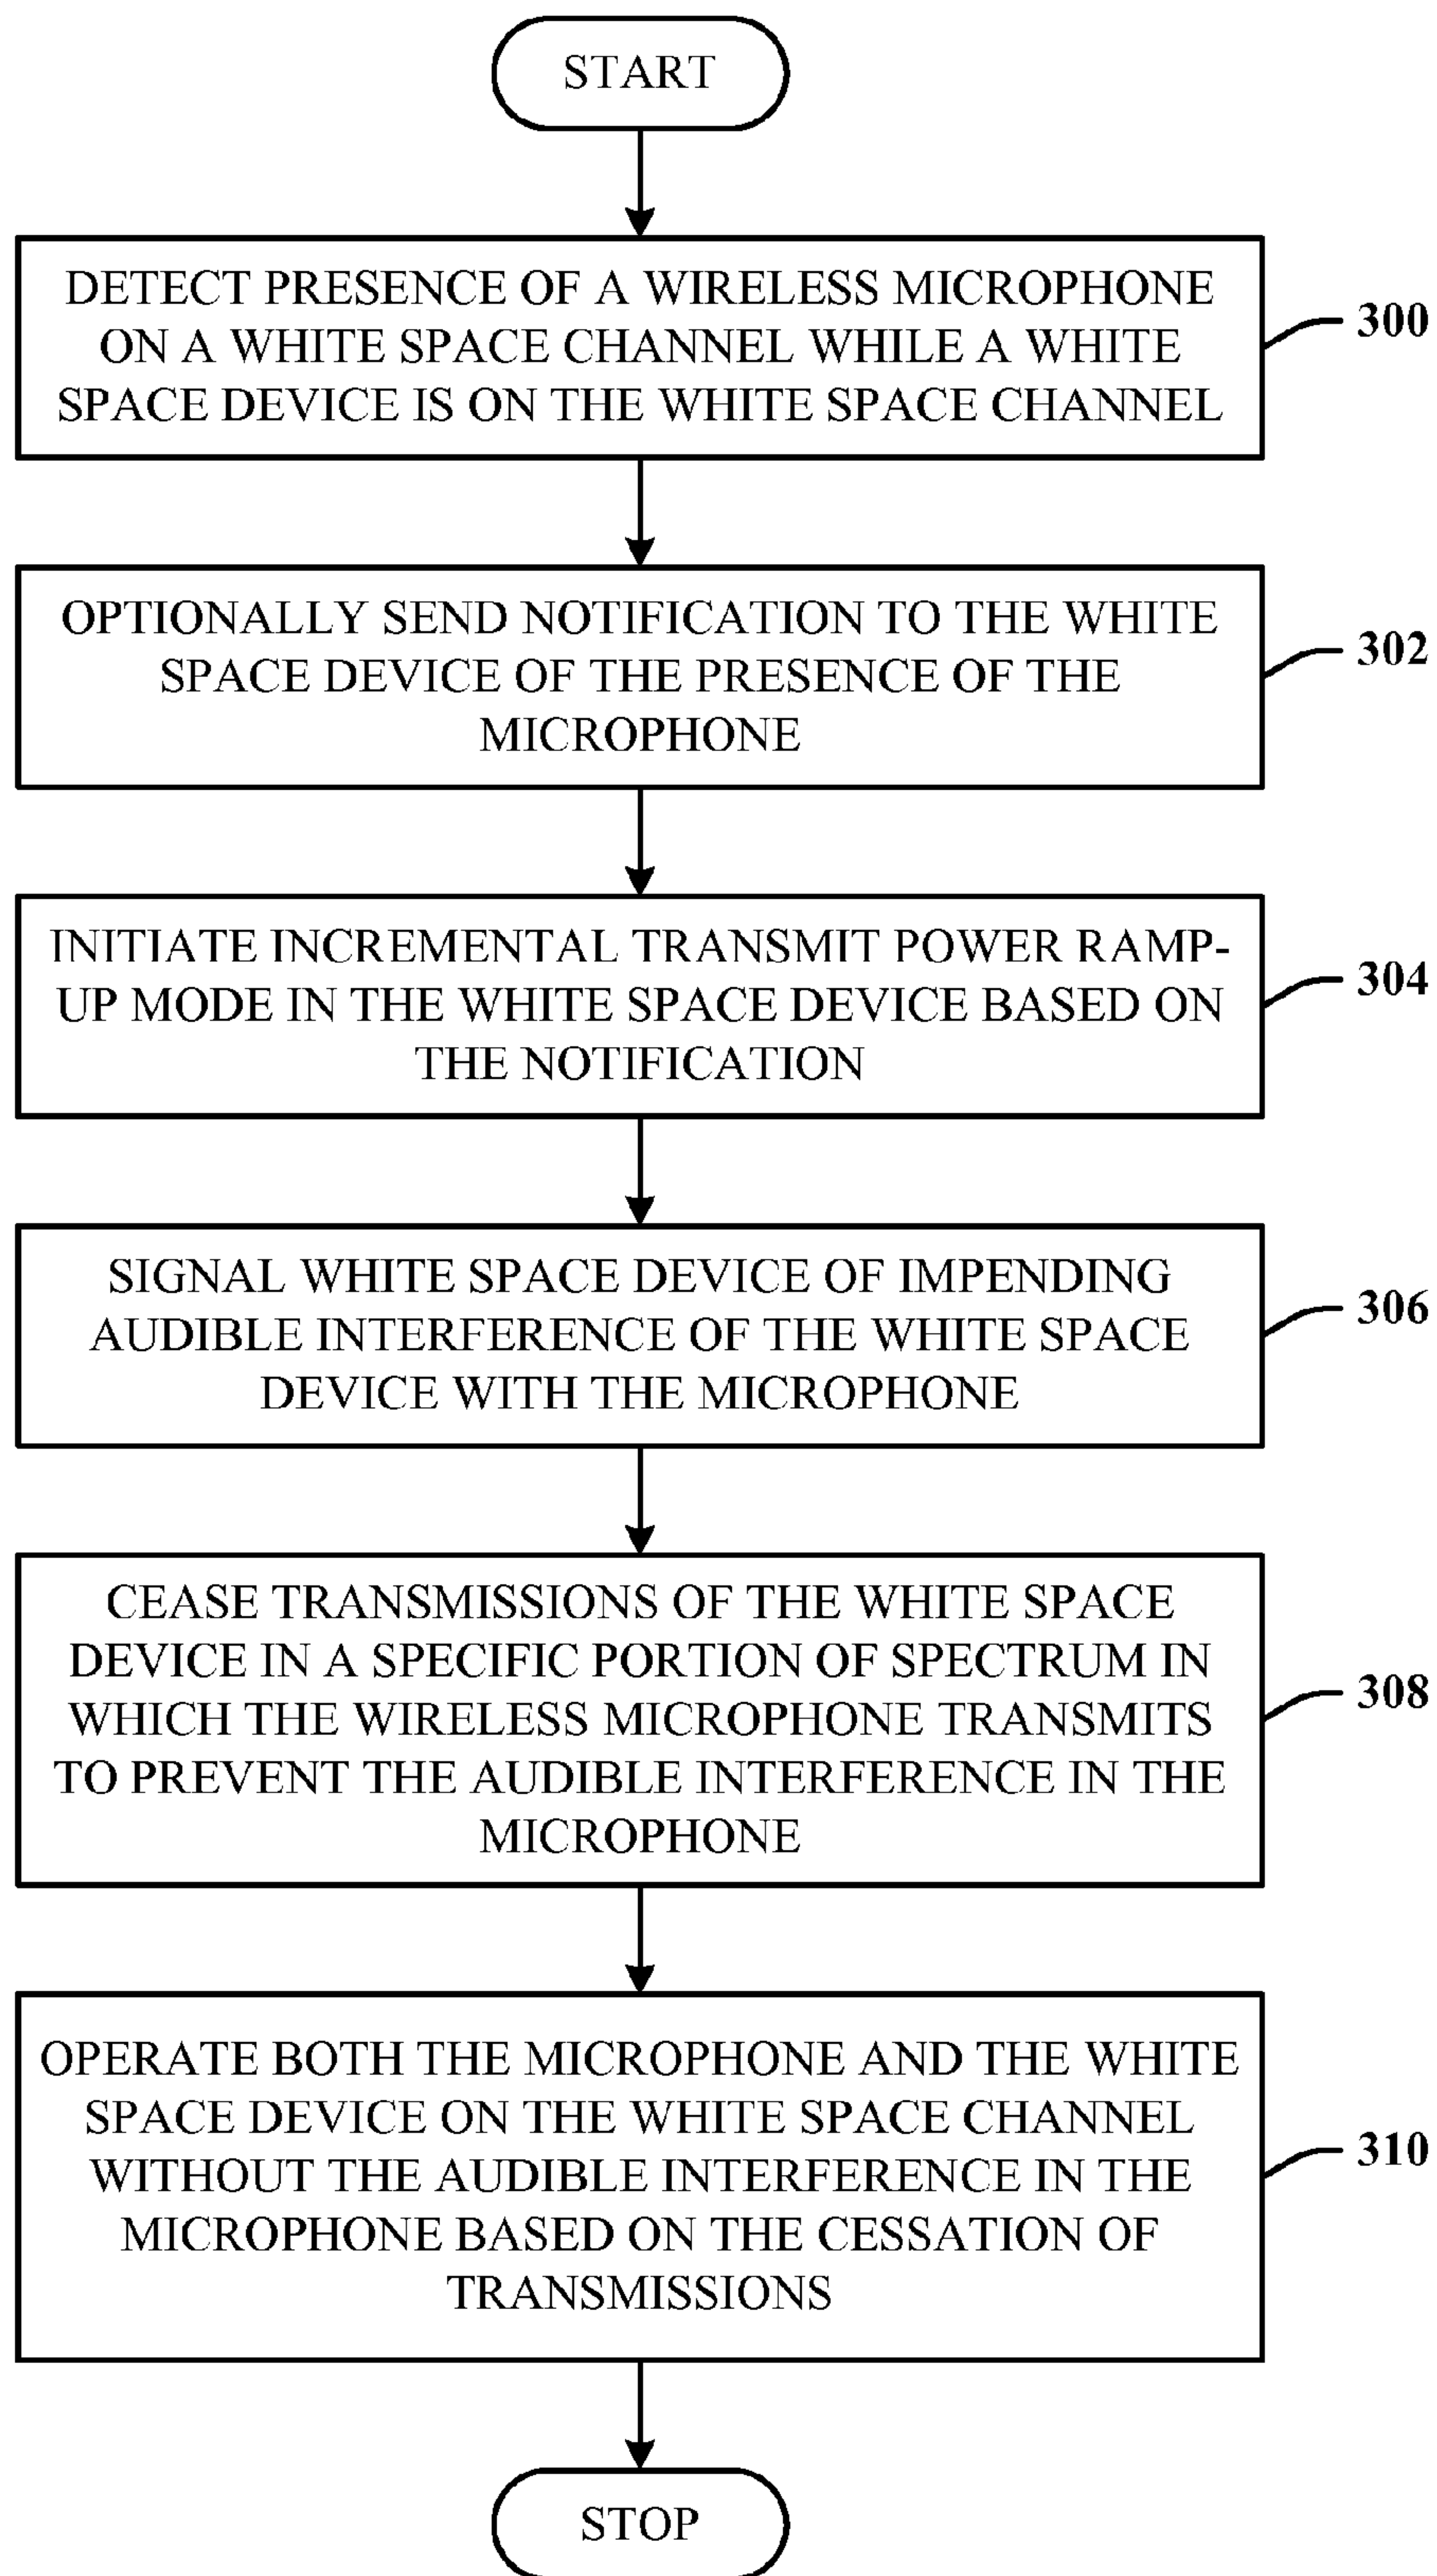 START
DETECT PRESENCE OF A WIRELESS MICROPHONE
ON A WHITE SPACE CHANNEL WHILE A WHITE
SPACE DEVICE IS ON THE WHITE SPACE CHANNEL
300
OPTIONALLY SEND NOTIFICATION TO THE WHITE
SPACE DEVICE OF THE PRESENCE OF THE
MICROPHONE
302
INITIATE INCREMENTAL TRANSMIT POWER RAMP-
UP MODE IN THE WHITE SPACE DEVICE BASED ON
THE NOTIFICATION
304
SIGNAL WHITE SPACE DEVICE OF IMPENDING
AUDIBLE INTERFERENCE OF THE WHITE SPACE
DEVICE WITH THE MICROPHONE
306
CEASE TRANSMISSIONS OF THE WHITE SPACE
DEVICE IN A SPECIFIC PORTION OF SPECTRUM IN
WHICH THE WIRELESS MICROPHONE TRANSMITS
TO PREVENT THE AUDIBLE INTERFERENCE IN THE
MICROPHONE
308
OPERATE BOTH THE MICROPHONE AND THE WHITE
SPACE DEVICE ON THE WHITE SPACE CHANNEL
WITHOUT THE AUDIBLE INTERFERENCE IN THE
MICROPHONE BASED ON THE CESSATION OF
TRANSMISSIONS
310
STOP